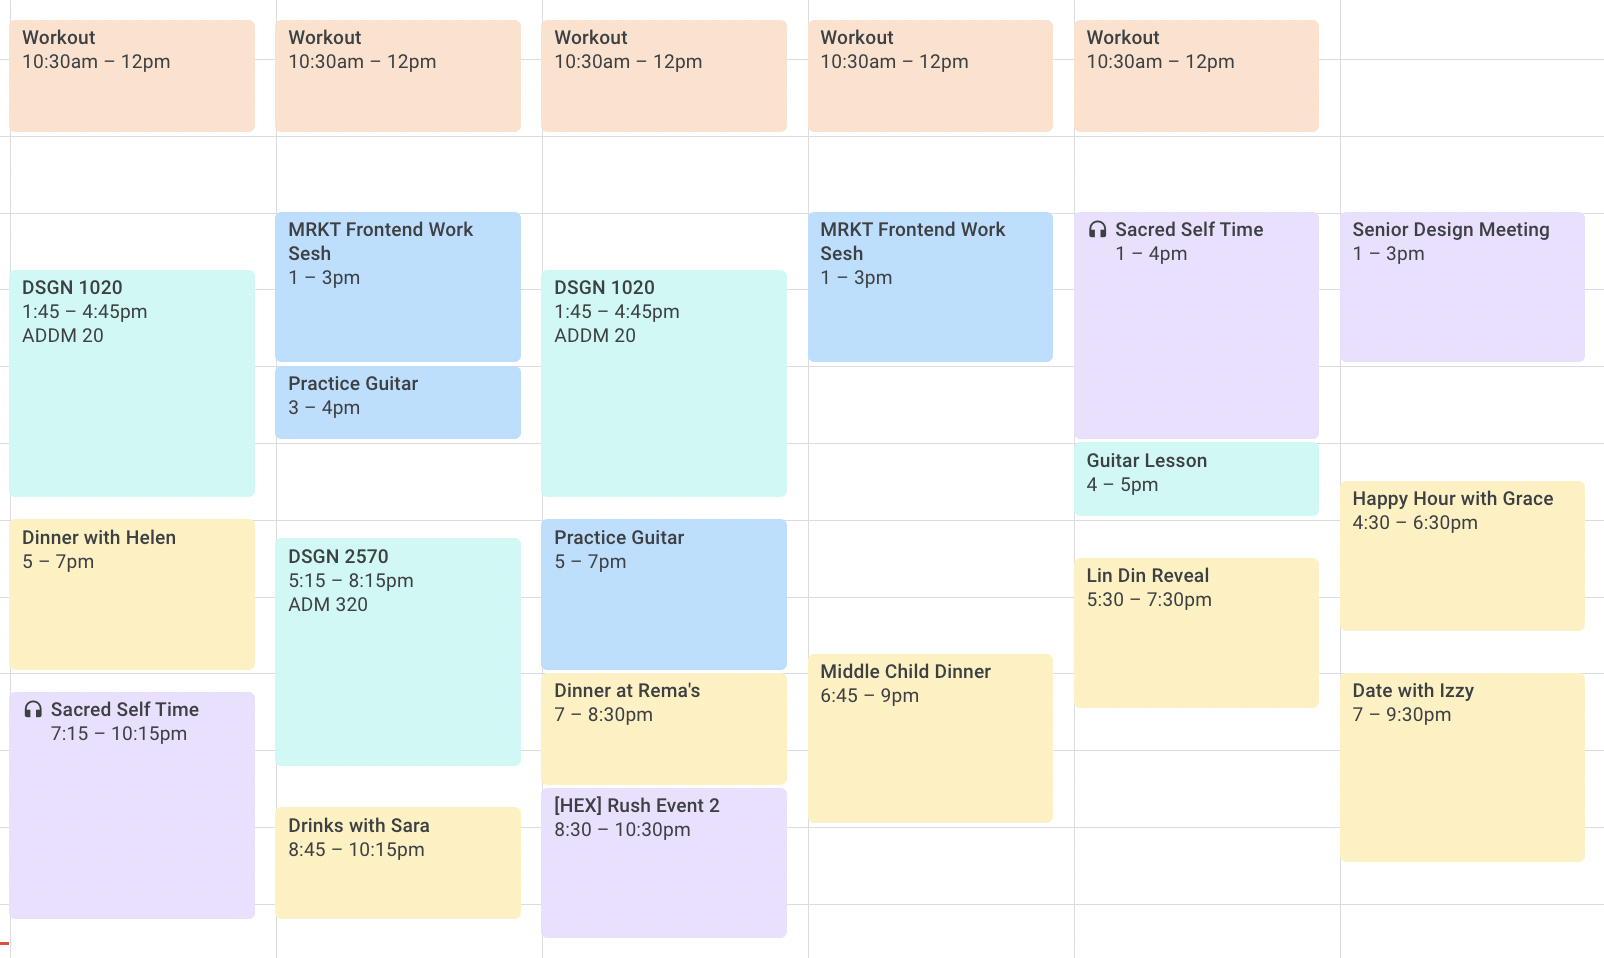 Workout
10:30am – 12pm
DSGN 1020
1:45 – 4:45pm
ADDM 20
Dinner with Helen
5 – 7pm
Sacred Self Time
7:15 – 10:15pm
Workout
10:30am – 12pm
MRKT Frontend Work
Sesh
1 – 3pm
Practice Guitar
3 – 4pm
DSGN 2570
5:15 – 8:15pm
ADM 320
Drinks with Sara
8:45 – 10:15pm
Workout
10:30am – 12pm
DSGN 1020
1:45 – 4:45pm
ADDM 20
Practice Guitar
5 – 7pm
Dinner at Rema's
7 – 8:30pm
[HEX] Rush Event 2
8:30 – 10:30pm
Workout
10:30am – 12pm
MRKT Frontend Work
Sesh
1 – 3pm
Middle Child Dinner
6:45 – 9pm
Workout
10:30am – 12pm
Sacred Self Time
1 – 4pm
Guitar Lesson
4 – 5pm
Lin Din Reveal
5:30 – 7:30pm
Senior Design Meeting
1 – 3pm
Happy Hour with Grace
4:30 – 6:30pm
Date with Izzy
7 – 9:30pm